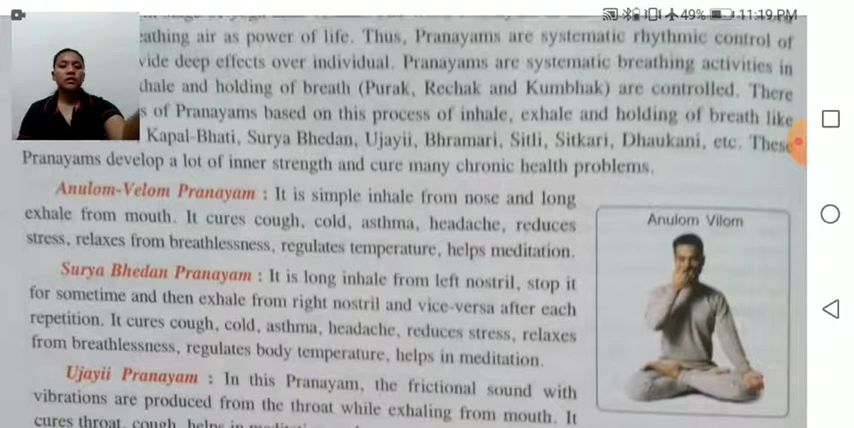 49% 11:19 PM
eathing air as power of life. Thus, Pranayams are systematic rhythmic control of
vide deep effects over individual. Pranayams are systematic breathing activities in
hale and holding of breath (Purak, Rechak and Kumbhak) are controlled. There
s of Pranayams based on this process of inhale, exhale and holding of breath like
Kapal-Bhati, Surya Bhedan, Ujayii, Bhramari, Sitli, Sitkari, Dhaukani, etc. These
Pranayams develop a lot of inner strength and cure many chronic health problems.
Anulom-Velom Pranayam : It is simple inhale from nose and long
exhale from mouth. It cures cough, cold, asthma, headache, reduces
stress, relaxes from breathlessness, regulates temperature, helps meditation.
Anulom Vilom
Surya Bhedan Pranayam : It is long inhale from left nostril, stop it
for sometime and then exhale from right nostril and vice-versa after each
repetition. It cures cough, cold, asthma, headache, reduces stress, relaxes
from breathlessness, regulates body temperature, helps in meditation.
Ujayii Pranayam : In this Pranayam, the frictional sound with
vibrations are produced from the throat while exhaling from mouth. It
cures throat, cough, helps in